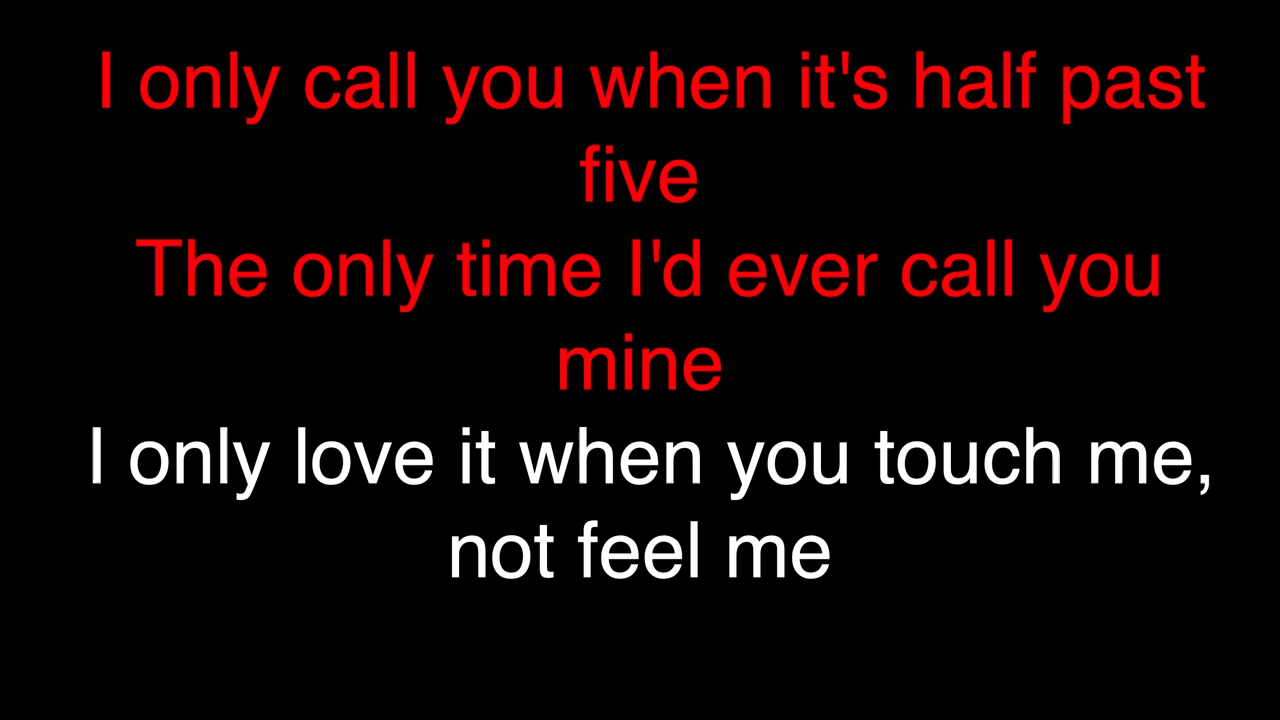 I only call you when it's half past
five
The only time I'd ever call you
mine
I only love it when you touch me,
not feel me